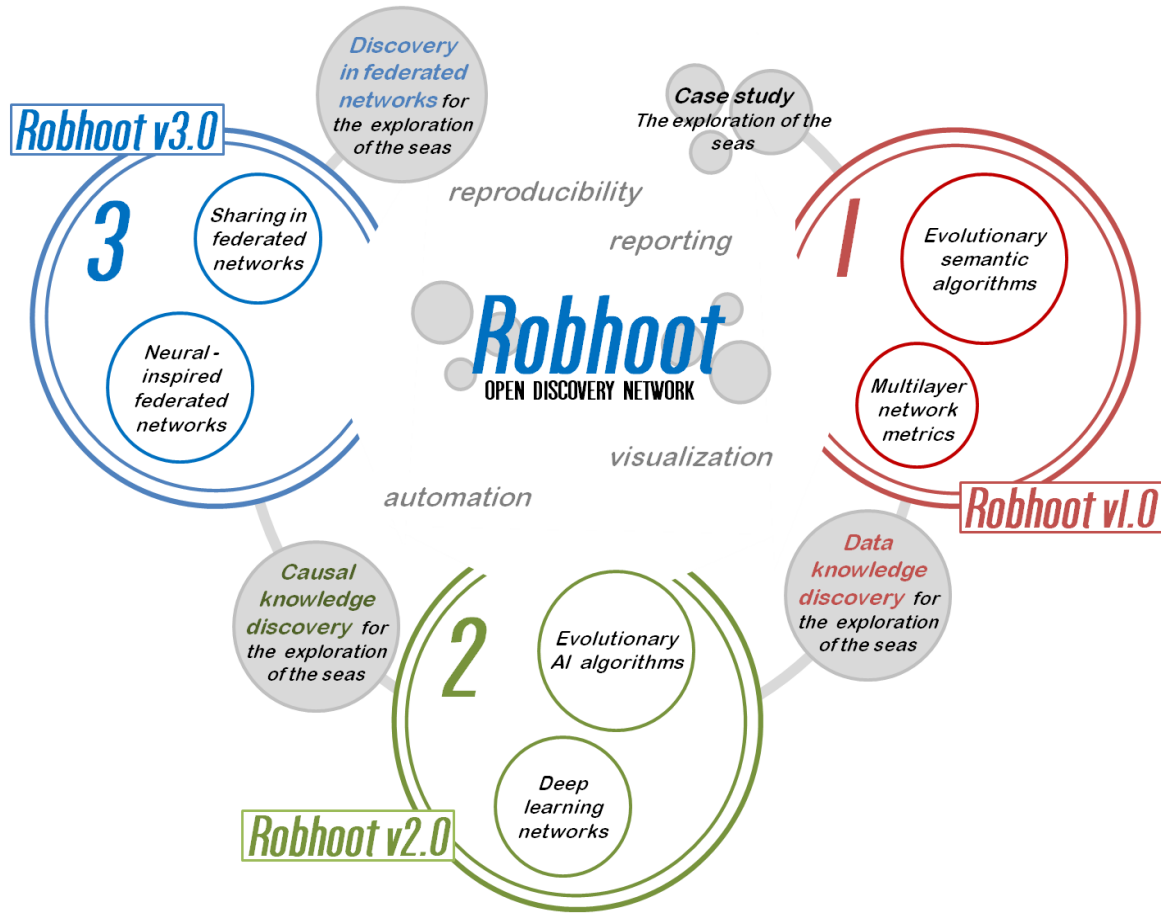 Discovery
in federated
networks for
the exploration
of the seas
Case study
The exploration of the
seas
Robhoot v3.0
3
Sharing in
federated
networks
Neural -
inspired
federated
networks
reproducibility
reporting
1
Evolutionary
semantic
algorithms
Multilayer
network
metrics
Robhoot
OPEN DISCOVERY NETWORK
visualization
automation
Robhoot v1.0
Data
knowledge
discovery for
the exploration
of the seas
Causal
knowledge
discovery for
the exploration
of the seas
2
Evolutionary
AI algorithms
Deep
learning
networks
Robhoot v2.0